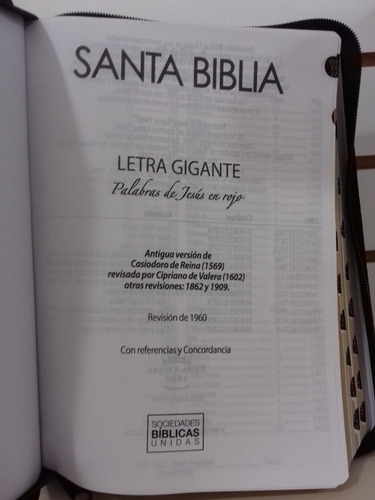 SANTA BIBLIA
LETRA GIGANTE
Palabras de Jesús en rojo
Antigua versión de
Casiodoro de Reina (1569)
revisada por Cipriano de Valera (1602)
otras revisiones: 1862 y 1909.
Revisión de 1960
Con referencias y Concordancia
SOCIEDADES
BÍBLICAS
UNIDAS